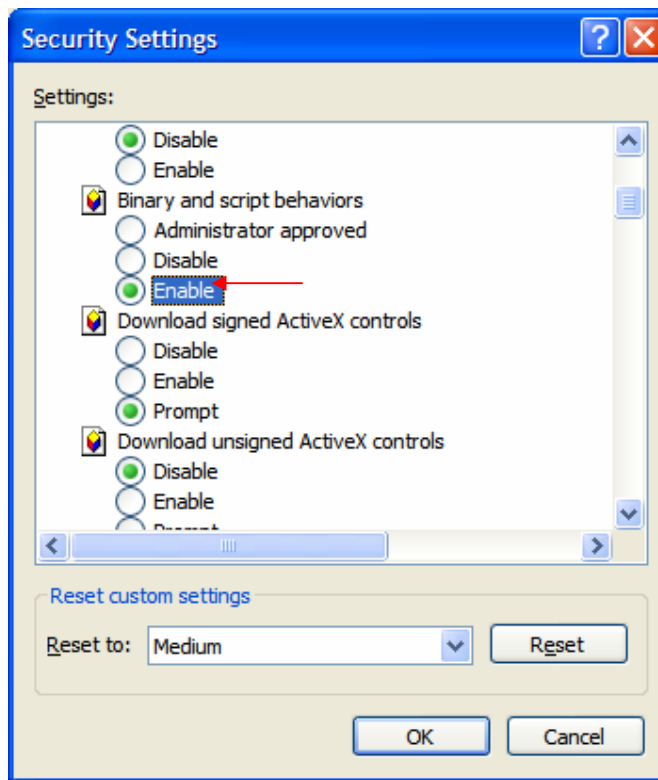 Security Settings
Settings:
Disable
Enable
Binary and script behaviors
Administrator approved
Disable
Enable
Download signed ActiveX controls
Disable
Enable
Prompt
Download unsigned ActiveX controls
Disable
Enable
Prompt
Reset custom settings
Reset to: Medium Reset
OK Cancel